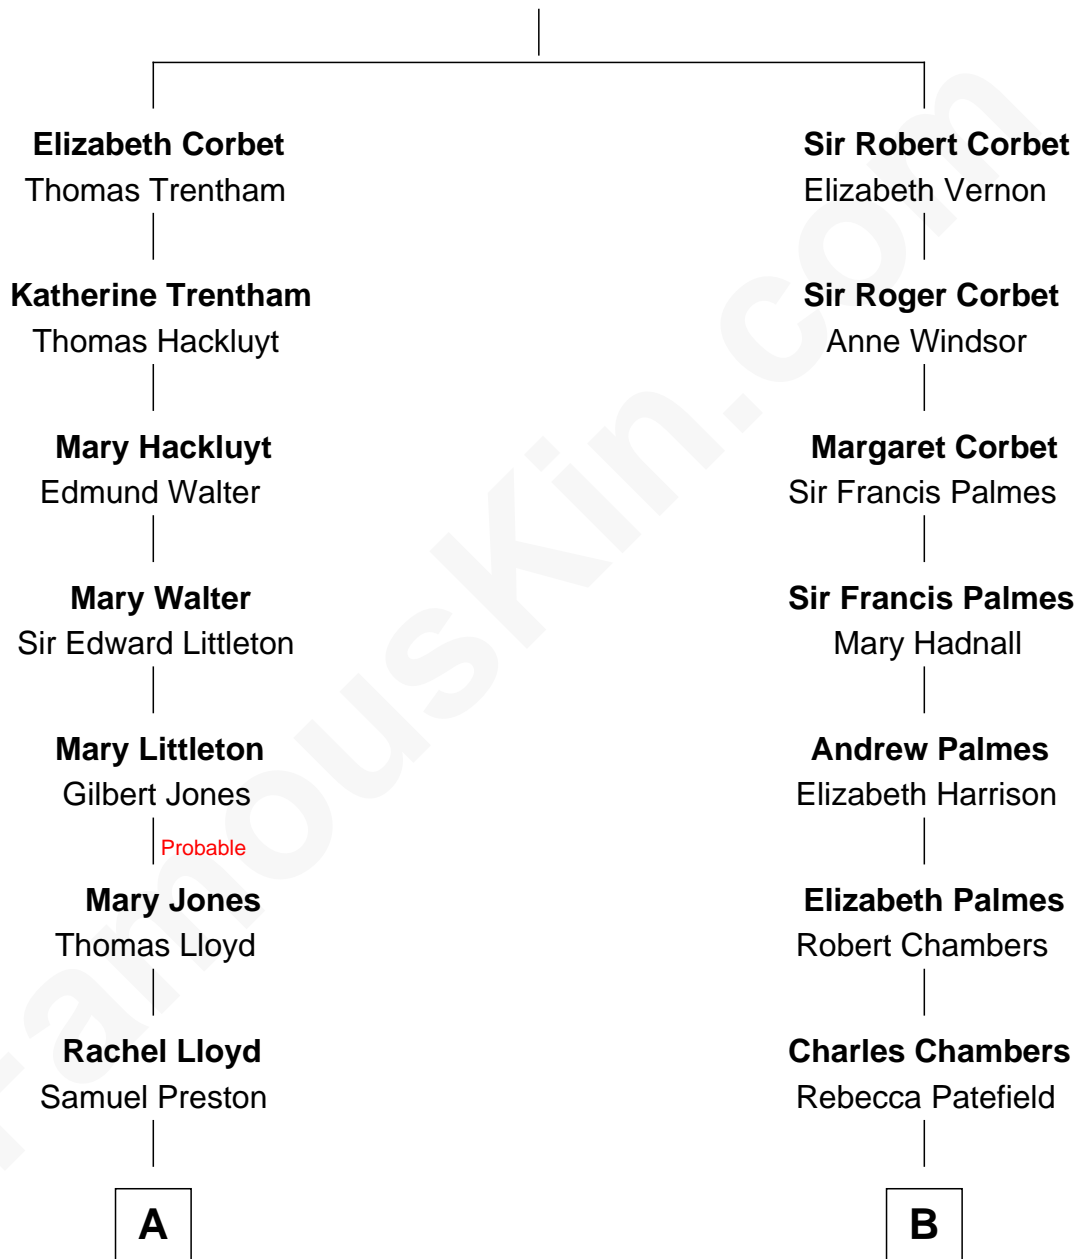 Elizabeth Corbet
Thomas Trentham
Katherine Trentham
Thomas Hackluyt
Mary Hackluyt
Edmund Walter
Mary Walter
Sir Edward Littleton
Mary Littleton
Gilbert Jones
Probable
Mary Jones
Thomas Lloyd
Rachel Lloyd
Samuel Preston
A
Sir Robert Corbet
Elizabeth Vernon
Sir Roger Corbet
Anne Windsor
Margaret Corbet
Sir Francis Palmes
Sir Francis Palmes
Mary Hadnall
Andrew Palmes
Elizabeth Harrison
Elizabeth Palmes
Robert Chambers
Charles Chambers
Rebecca Patefield
B
FamousKin.com